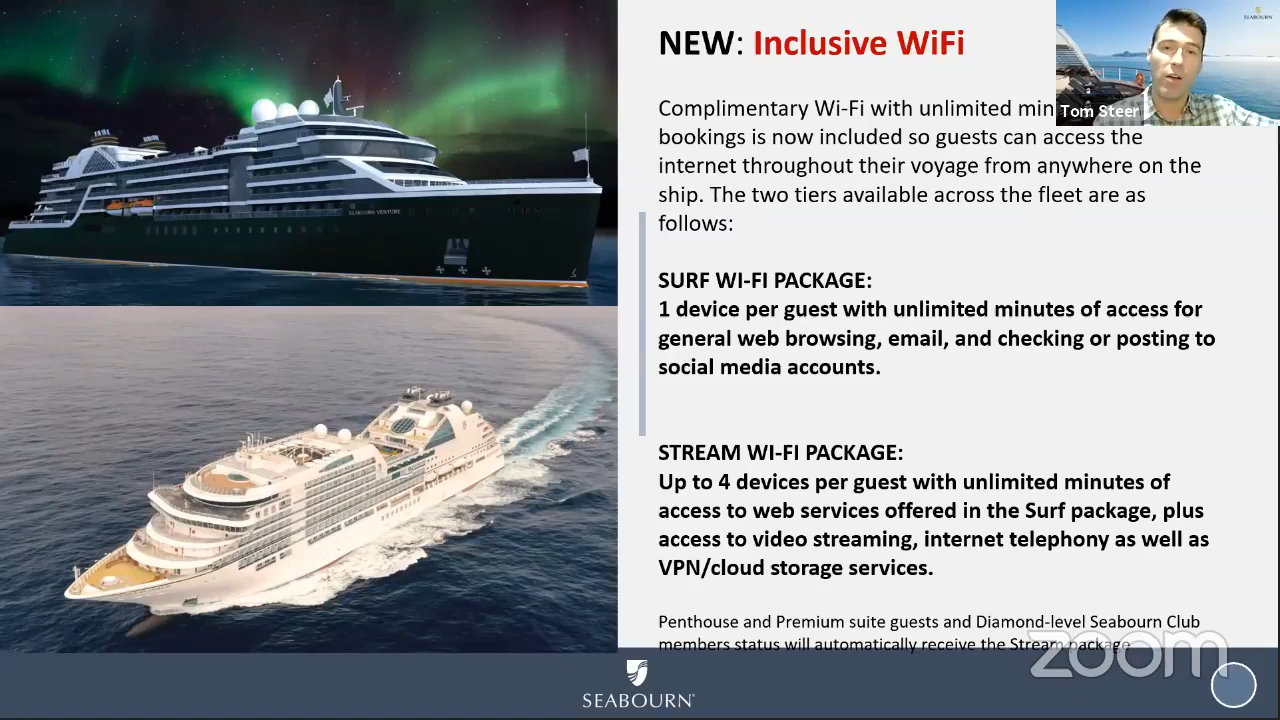 NEW: Inclusive WiFi
SEABOURN
Complimentary Wi-Fi with unlimited min
Tom Steer
bookings is now included so guests can access the
internet throughout their voyage from anywhere on the
ship. The two tiers available across the fleet are as
follows:
SEABOURN VENTURE
SURF WI-FI PACKAGE:
1 device per guest with unlimited minutes of access for
general web browsing, email, and checking or posting to
social media accounts.
STREAM WI-FI PACKAGE:
Up to 4 devices per guest with unlimited minutes of
access to web services offered in the Surf package, plus
access to video streaming, internet telephony as well as
VPN/cloud storage services.
Penthouse and Premium suite guests and Diamond-level Seabourn Club
members status will automatically receive the Stream package
zoom
SEABOURN